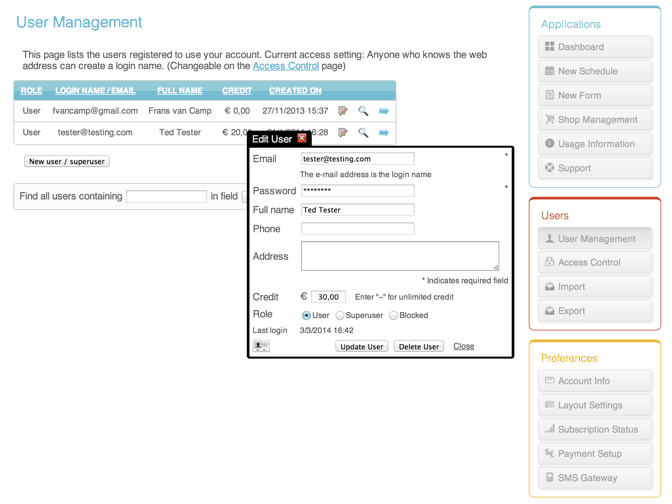 User Management
This page lists the users registered to use your account. Current access setting: Anyone who knows the web
address can create a login name. (Changeable on the Access Control page)
ROLE LOGIN NAME / EMAIL FULL NAME CREDIT CREATED ON
User fvancamp@gmail.com Frans van Camp € 0,00 27/11/2013 15:37
User tester@testing.com Ted Tester € 20,00 16:28
New user / superuser
Find all users containing in field
Edit User
Email tester@testing.com *
The e-mail address is the login name
Password ******** *
Full name Ted Tester
Phone
Address
* Indicates required field
Credit € 30,00 Enter "–" for unlimited credit
Role User Superuser Blocked
Last login 3/3/2014 16:42
Update User Delete User Close
Applications
Dashboard
New Schedule
New Form
Shop Management
Usage Information
Support
Users
User Management
Access Control
Import
Export
Preferences
Account Info
Layout Settings
Subscription Status
Payment Setup
SMS Gateway